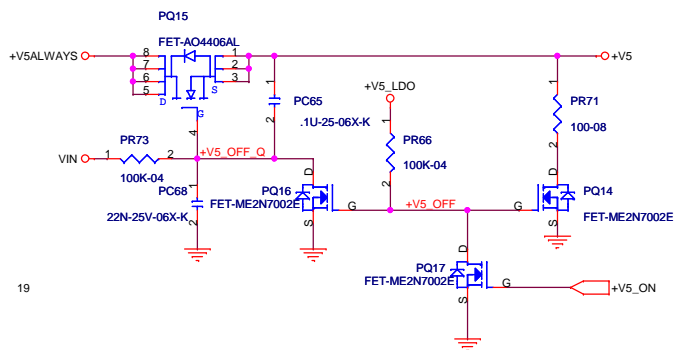 PQ15
FET-AO4406AL
+V5ALWAYS
8
7
6
5
D
1
2
3
S
G
4
+V5
PC65
1
2
.1U-25-06X-K
+V5_LDO
1
PR66
100K-04
2
1
PR71
100-08
2
VIN
1
PR73
2
100K-04
+V5_OFF_Q
PC68
1
22N-25V-06X-K
2
PQ16
FET-ME2N7002E
D
S
G
+V5_OFF
G
D
S
PQ14
FET-ME2N7002E
PQ17
FET-ME2N7002E
D
S
G
+V5_ON
19